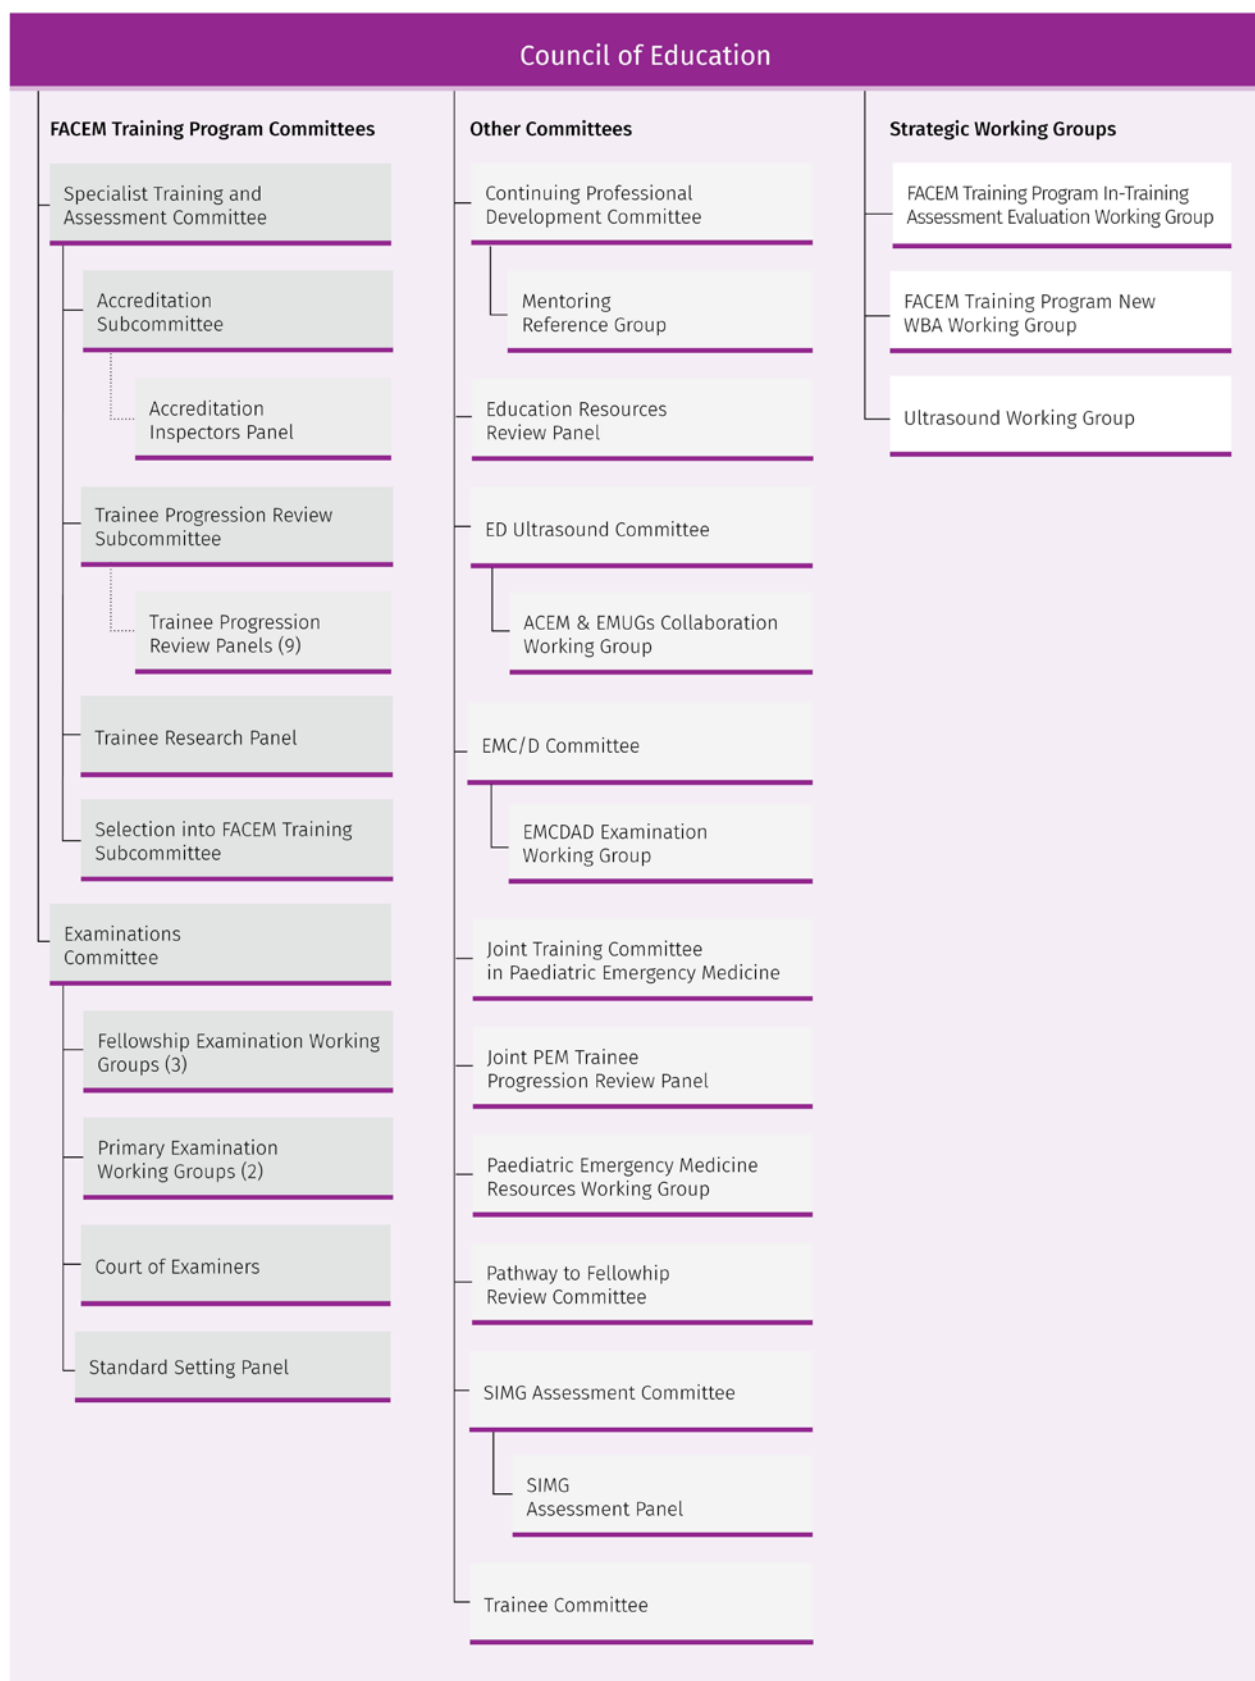 Council of Education
FACEM Training Program Committees
Specialist Training and
Assessment Committee
Accreditation
Subcommittee
Accreditation
Inspectors Panel
Trainee Progression Review
Subcommittee
Trainee Progression
Review Panels (9)
Trainee Research Panel
Selection into FACEM Training
Subcommittee
Examinations
Committee
Fellowship Examination Working
Groups (3)
Primary Examination
Working Groups (2)
Court of Examiners
Standard Setting Panel
Other Committees
Continuing Professional
Development Committee
Mentoring
Reference Group
Education Resources
Review Panel
ED Ultrasound Committee
ACEM & EMUGs Collaboration
Working Group
EMC/D Committee
EMCDAD Examination
Working Group
Joint Training Committee
in Paediatric Emergency Medicine
Joint PEM Trainee
Progression Review Panel
Paediatric Emergency Medicine
Resources Working Group
Pathway to Fellowhip
Review Committee
SIMG Assessment Committee
SIMG
Assessment Panel
Trainee Committee
Strategic Working Groups
FACEM Training Program In-Training
Assessment Evaluation Working Group
FACEM Training Program New
WBA Working Group
Ultrasound Working Group